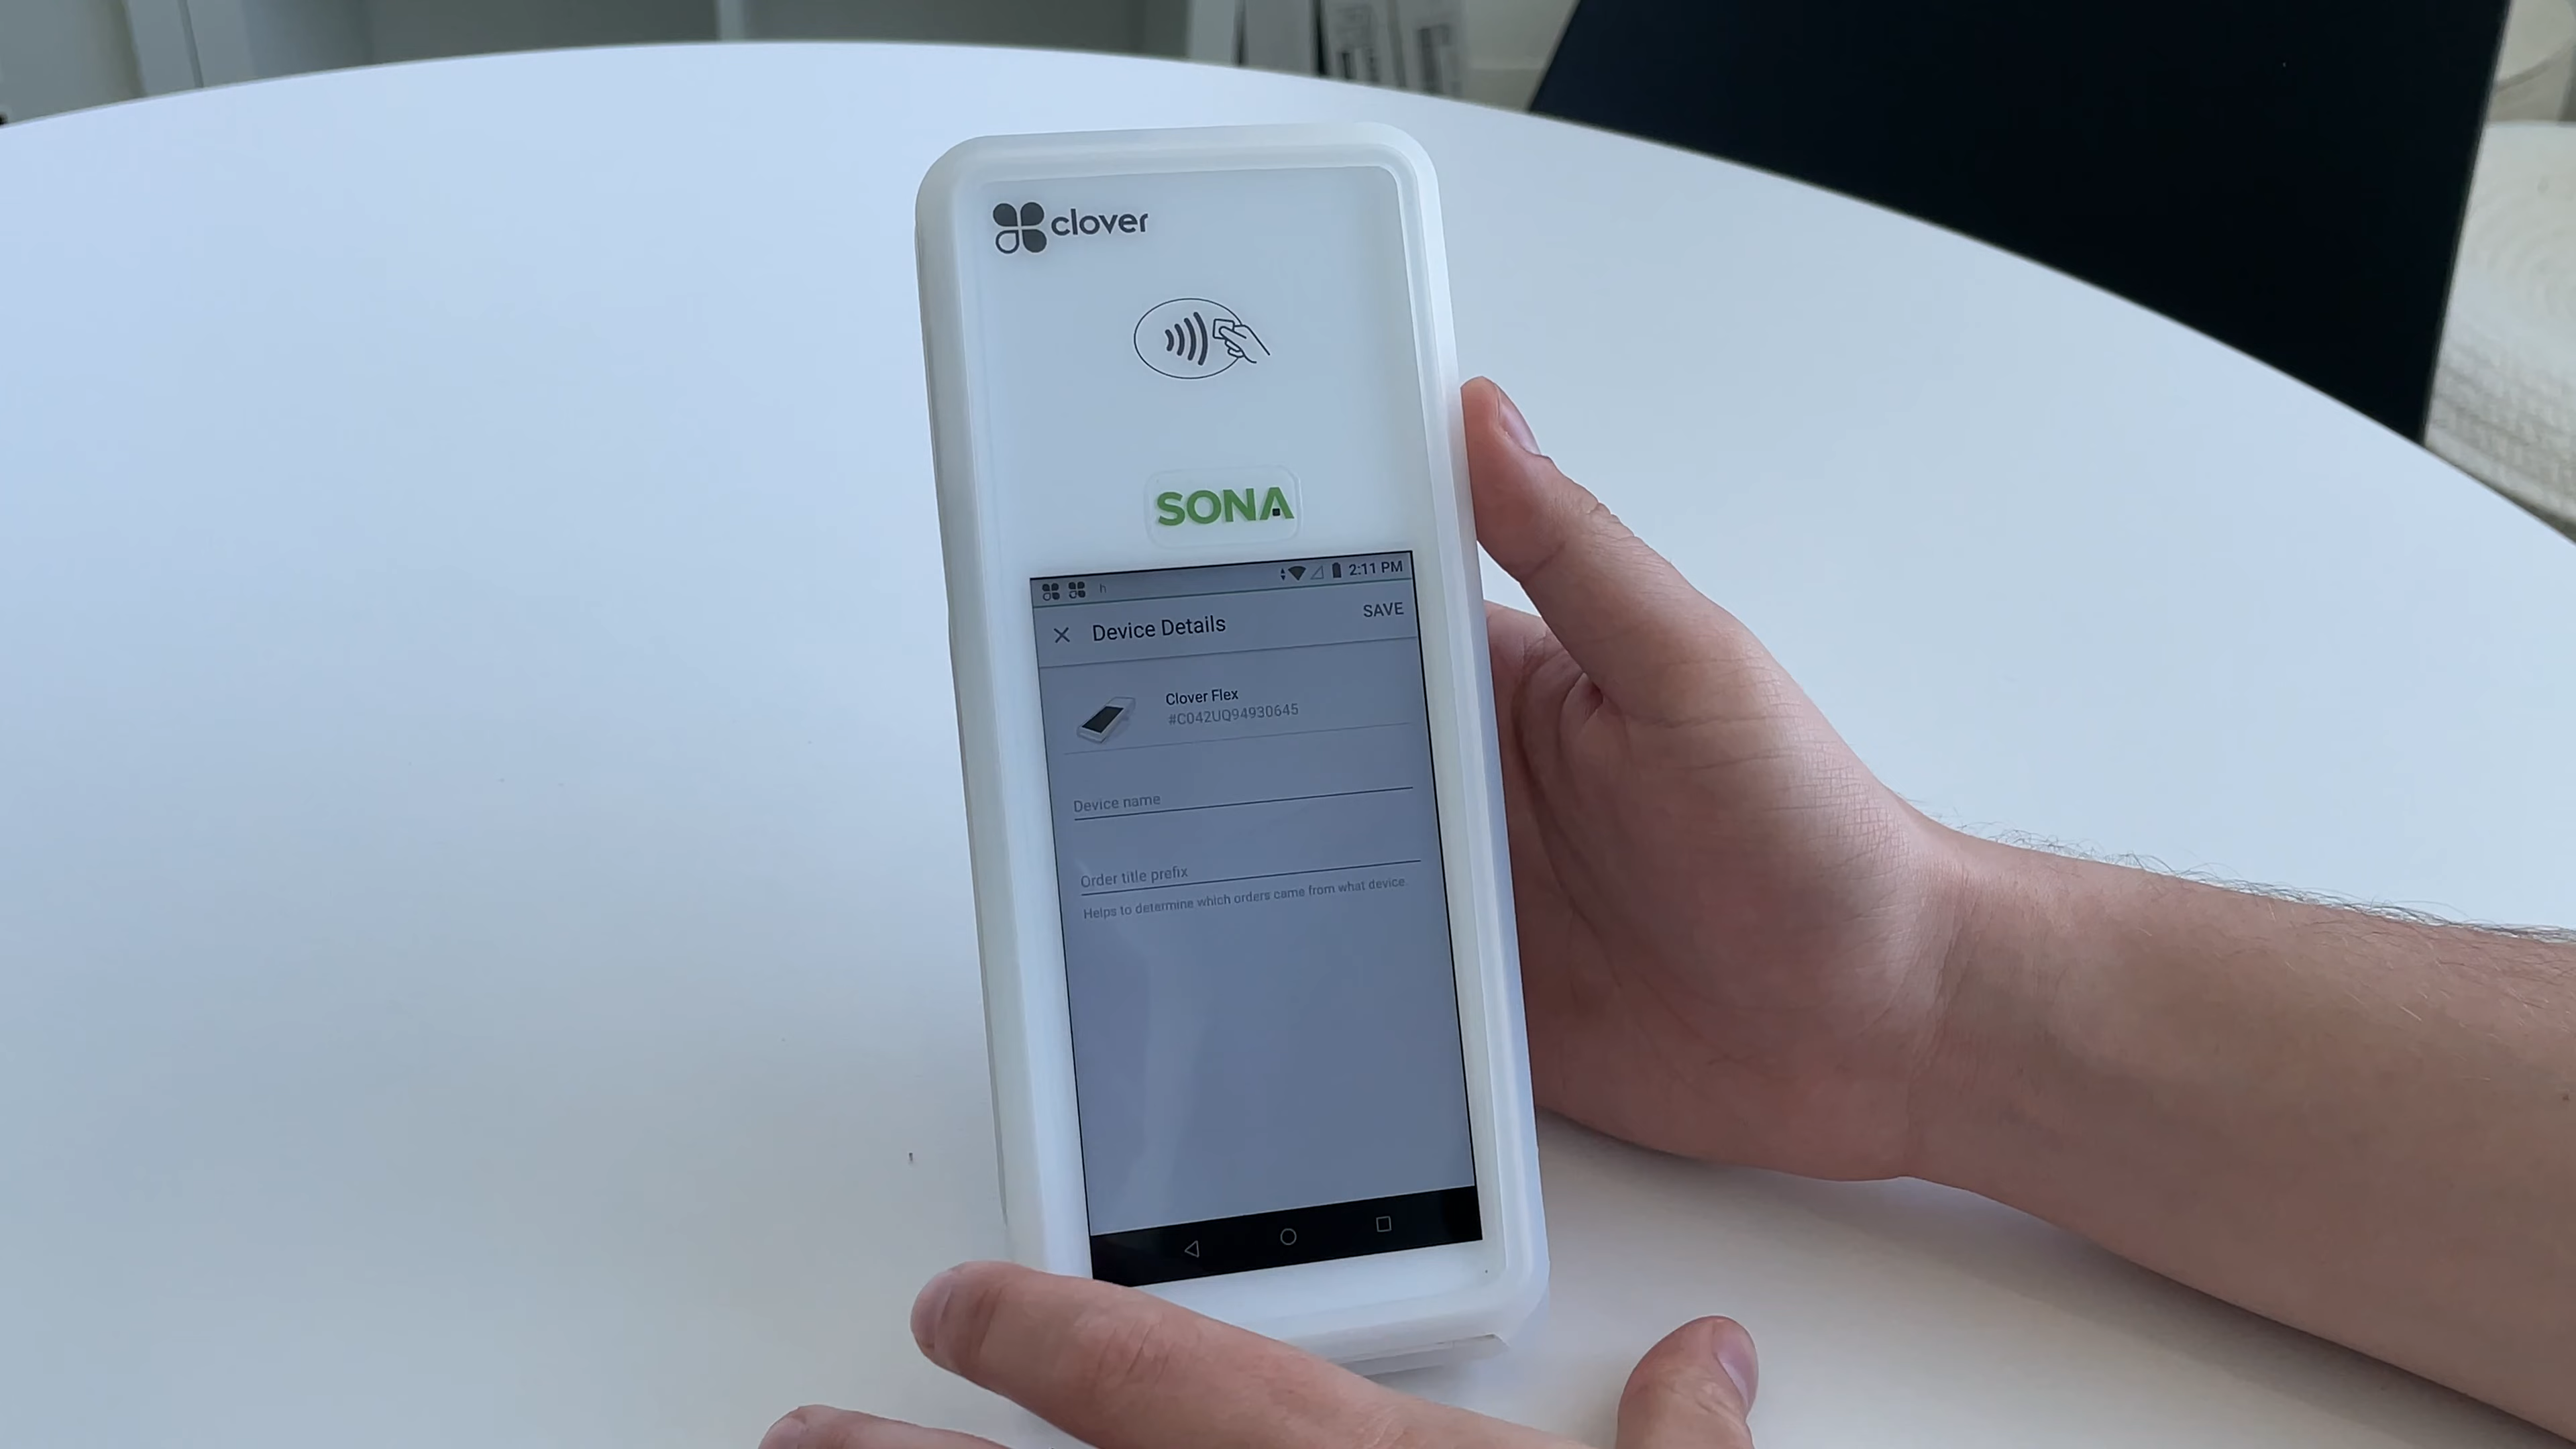 clover
SONA
h
2:11 PM
Device Details
SAVE
Clover Flex
#C042UQ94930645
Device name
Order title prefix
Helps to determine which orders came from what device.